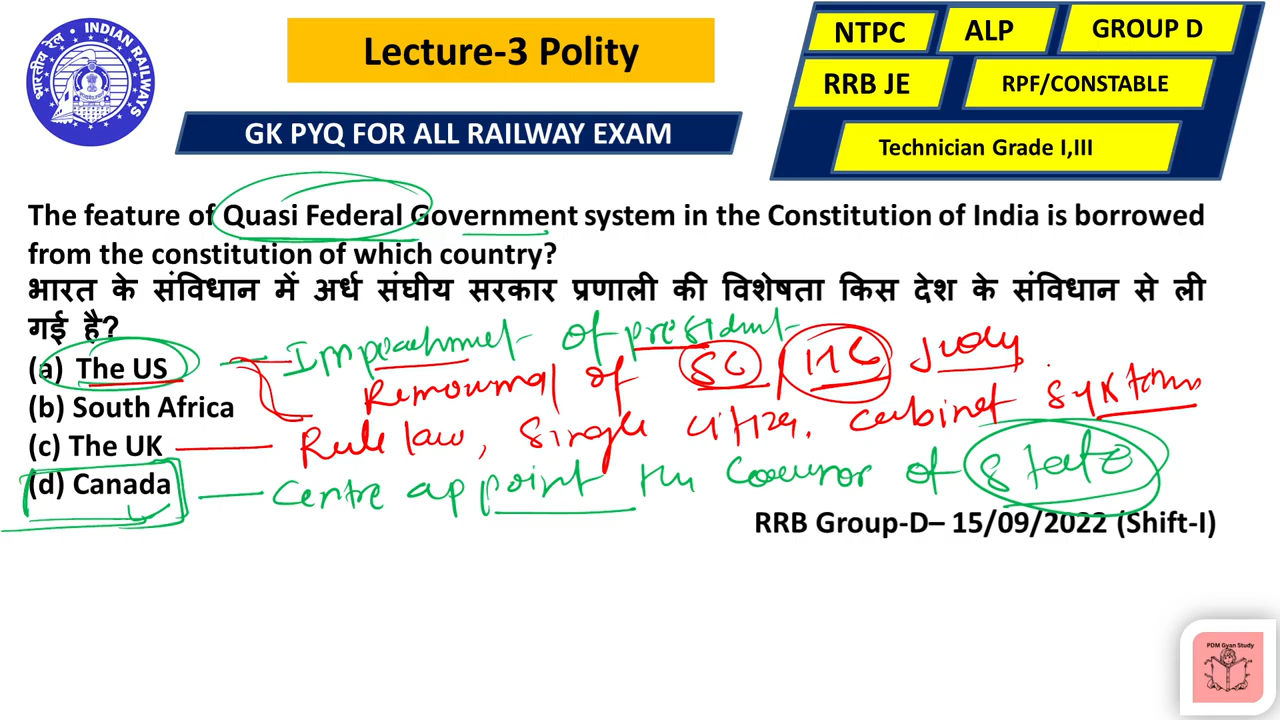 भारतीय रेल INDIAN RAILWAYS
Lecture-3 Polity
GK PYQ FOR ALL RAILWAY EXAM
NTPC ALP GROUP D
RRB JE RPF/CONSTABLE
Technician Grade I,III
The feature of Quasi Federal Government system in the Constitution of India is borrowed
from the constitution of which country?
भारत के संविधान में अर्ध संघीय सरकार प्रणाली की विशेषता किस देश के संविधान से ली
गई है?
(a) The US
Impeachment of president
Removal of SC / HC Judge
(b) South Africa
(c) The UK
Rule law, Single citizen. Cabinet
(d) Canada
Centre appoint the Governor of State
RRB Group-D– 15/09/2022 (Shift-I)
PDM Gyan Study